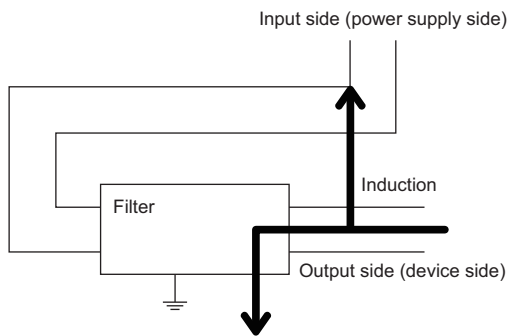 Input side (power supply side)
Induction
Filter
Output side (device side)